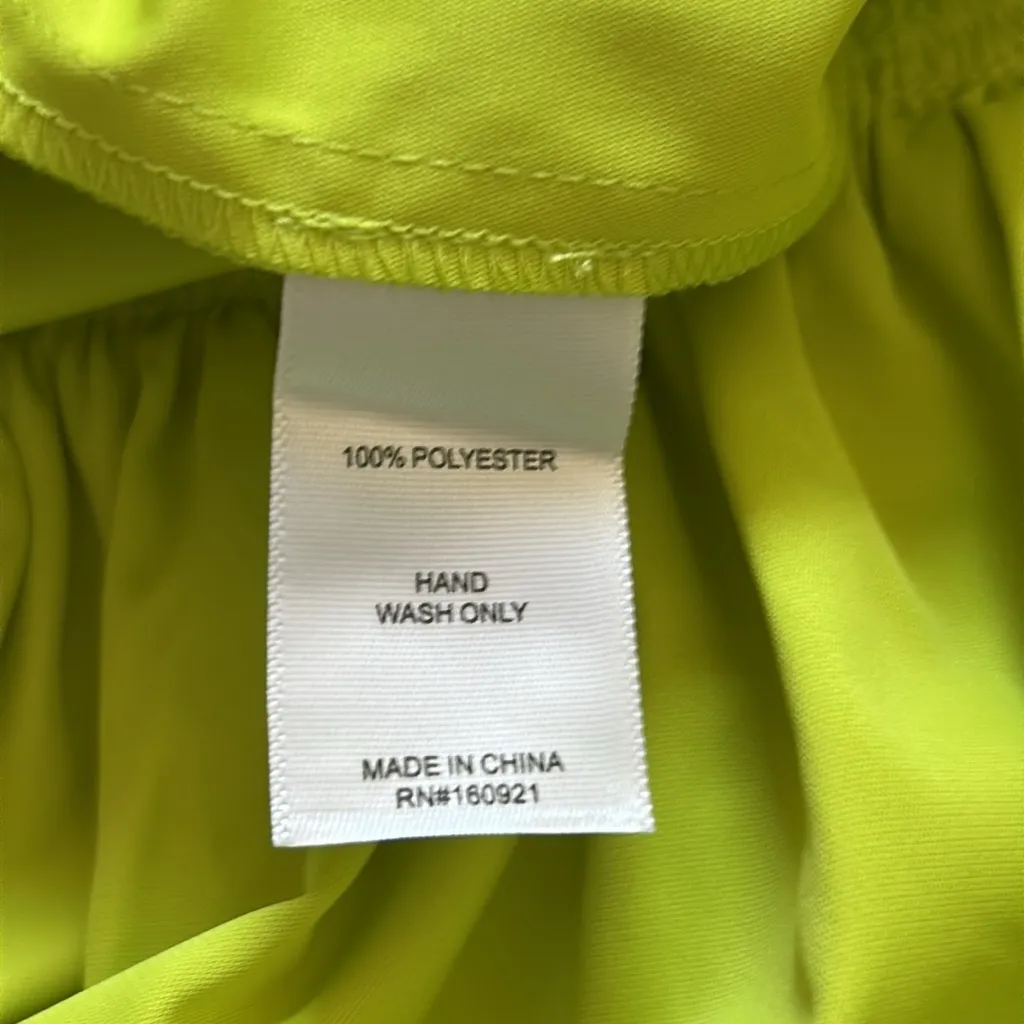 100% POLYESTER
HAND
WASH ONLY
MADE IN CHINA
RN#160921